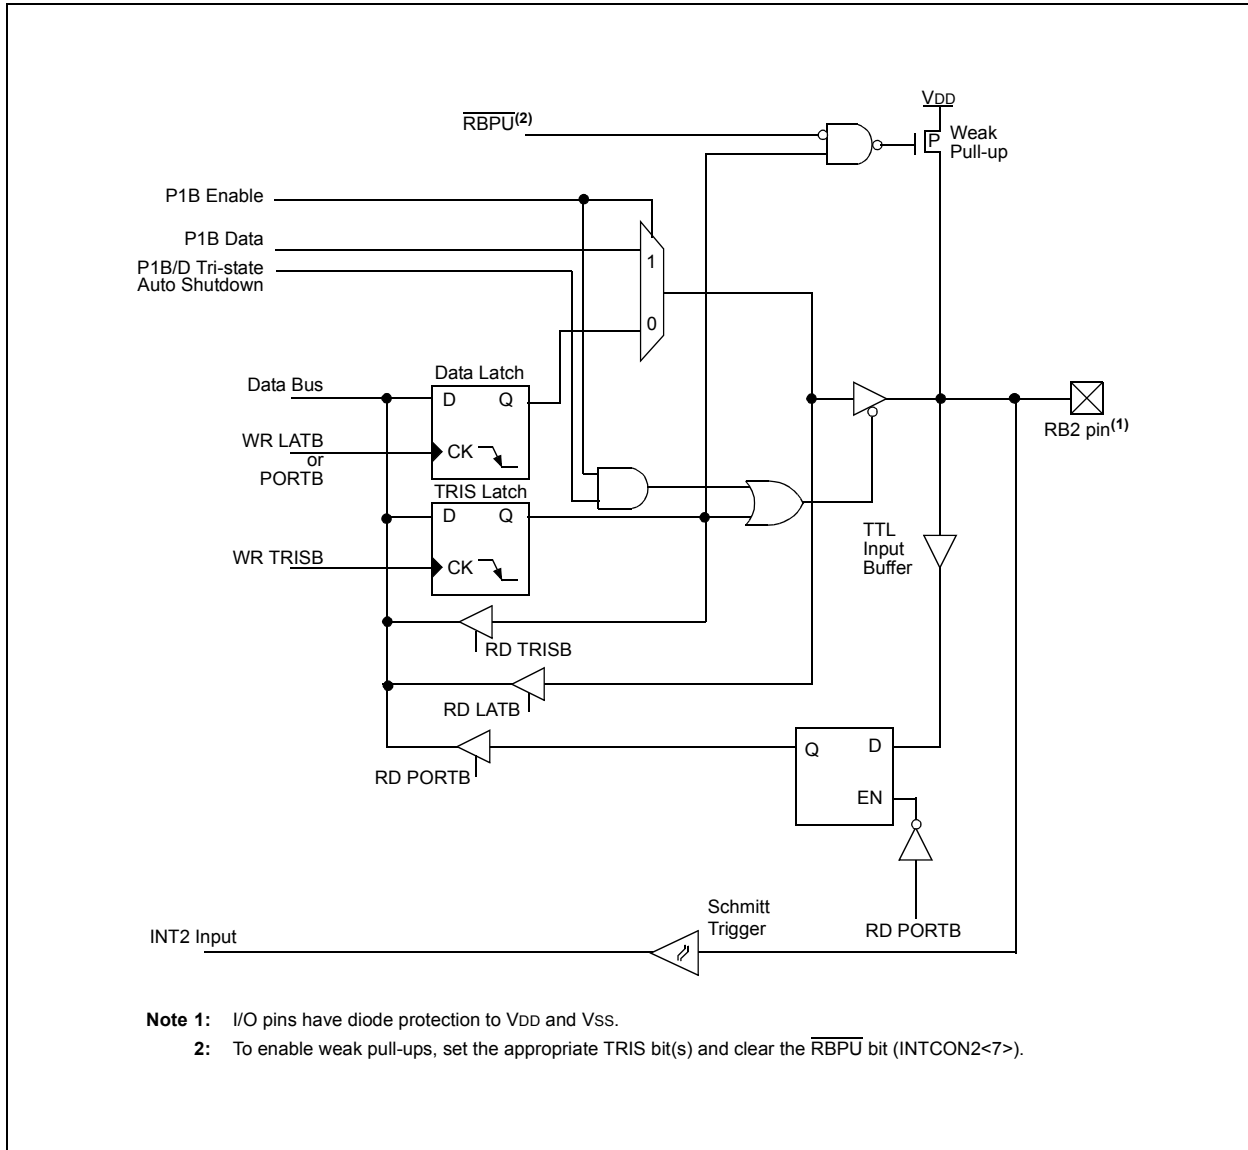 VDD
RBPU(2)
P
Weak
Pull-up
P1B Enable
P1B Data
P1B/D Tri-state
Auto Shutdown
1
0
Data Bus
Data Latch
D Q
WR LATB
or
PORTB
CK
RB2 pin(1)
TRIS Latch
D Q
WR TRISB
CK
TTL
Input
Buffer
RD TRISB
RD LATB
RD PORTB
Q D
EN
RD PORTB
Schmitt
Trigger
INT2 Input
Note 1: I/O pins have diode protection to VDD and VSS.
2: To enable weak pull-ups, set the appropriate TRIS bit(s) and clear the RBPU bit (INTCON2<7>).